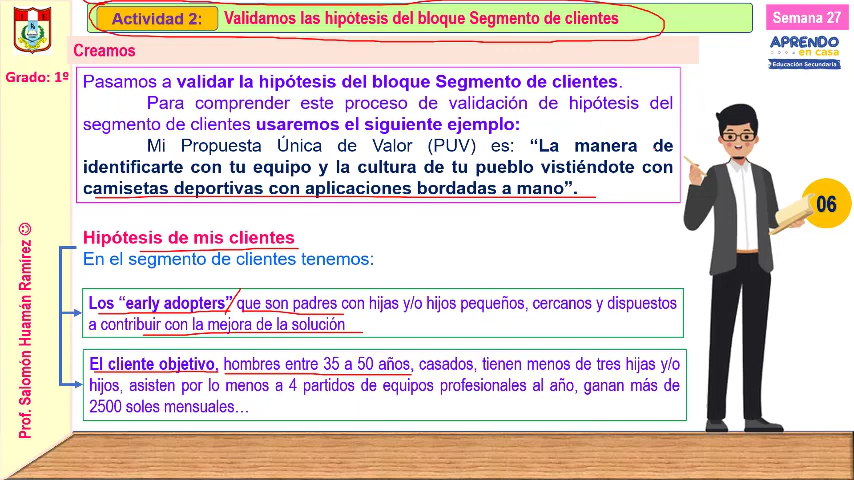 Actividad 2:
Validamos las hipótesis del bloque Segmento de clientes
Semana 27
Creamos
APRENDO
en casa
Educación Secundaria
Grado: 1º
Pasamos a validar la hipótesis del bloque Segmento de clientes.
Para comprender este proceso de validación de hipótesis del
segmento de clientes usaremos el siguiente ejemplo:
Mi Propuesta Única de Valor (PUV) es: “La manera de
identificarte con tu equipo y la cultura de tu pueblo vistiéndote con
camisetas deportivas con aplicaciones bordadas a mano”.
06
Hipótesis de mis clientes
En el segmento de clientes tenemos:
Los “early adopters” que son padres con hijas y/o hijos pequeños, cercanos y dispuestos
a contribuir con la mejora de la solución
El cliente objetivo, hombres entre 35 a 50 años, casados, tienen menos de tres hijas y/o
hijos, asisten por lo menos a 4 partidos de equipos profesionales al año, ganan más de
2500 soles mensuales…
Prof. Salomón Huamán Ramírez ☺